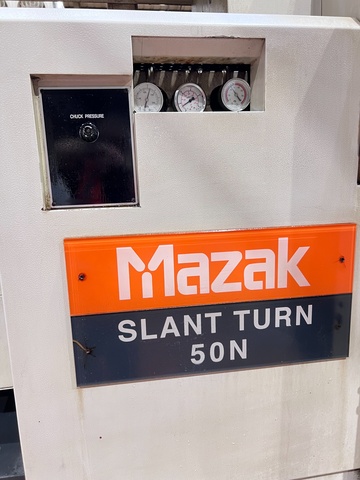 CHUCK PRESSURE
Mazak
SLANT TURN
50N